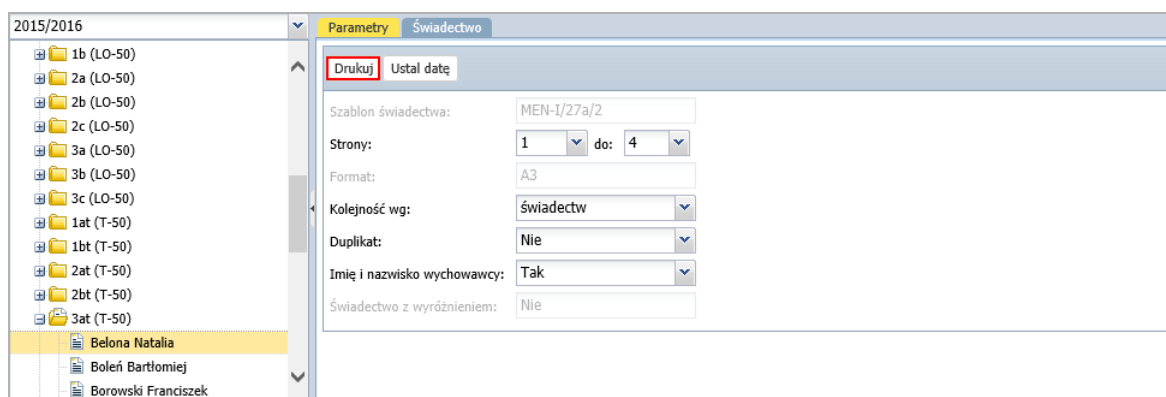 2015/2016
1b (LO-50)
2a (LO-50)
2b (LO-50)
2c (LO-50)
3a (LO-50)
3b (LO-50)
3c (LO-50)
1at (T-50)
1bt (T-50)
2at (T-50)
2bt (T-50)
3at (T-50)
Belona Natalia
Boleń Bartłomiej
Borowski Franciszek
Parametry Świadectwo
Drukuj Ustal datę
Szablon świadectwa: MEN-I/27a/2
Strony: 1 do: 4
Format: A3
Kolejność wg: świadectw
Duplikat: Nie
Imię i nazwisko wychowawcy: Tak
Świadectwo z wyróżnieniem: Nie